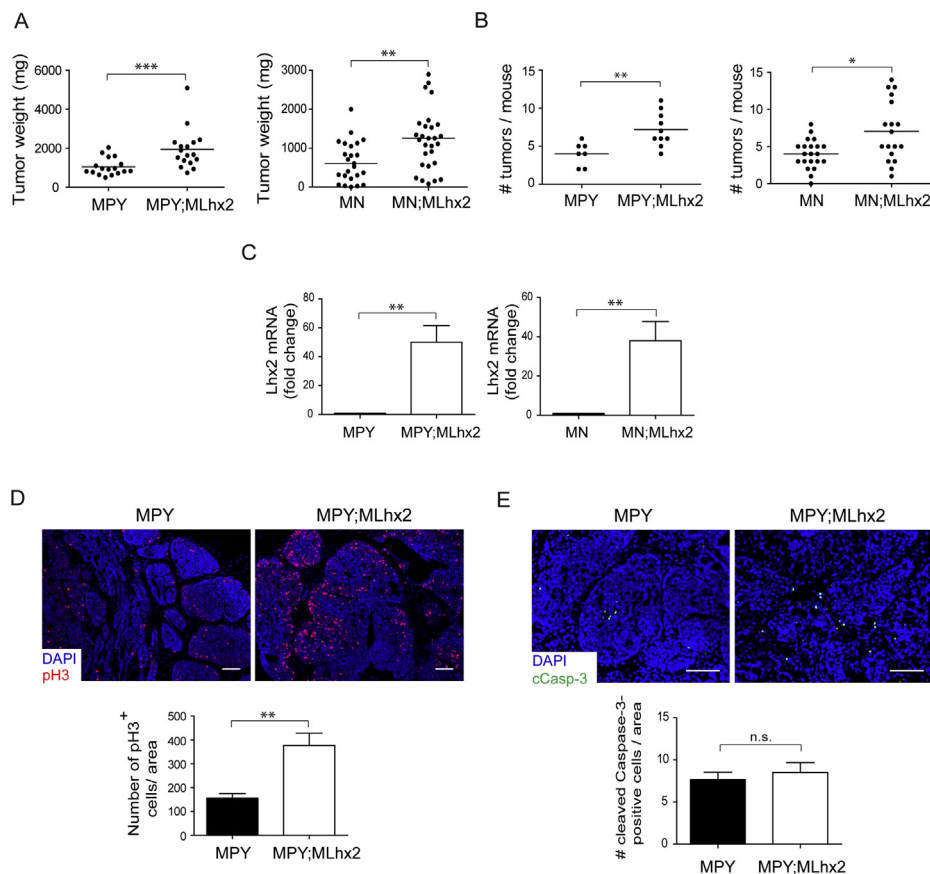 A
B
Tumor weight (mg)
6000
4000
2000
0
***
MPY
MPY;MLhx2
Tumor weight (mg)
3000
2000
1000
0
**
MN
MN;MLhx2
# tumors / mouse
15
10
5
0
**
MPY
MPY;MLhx2
# tumors / mouse
15
10
5
0
*
MN
MN;MLhx2
C
Lhx2 mRNA
(fold change)
80
60
40
20
0
**
MPY
MPY;MLhx2
Lhx2 mRNA
(fold change)
60
40
20
0
**
MN
MN;MLhx2
D
MPY
MPY;MLhx2
DAPI
pH3
Number of pH3 +
cells/ area
500
400
300
200
100
0
**
MPY
MPY;MLhx2
E
MPY
MPY;MLhx2
DAPI
cCasp-3
# cleaved Caspase-3-
positive cells / area
15
10
5
0
n.s.
MPY
MPY;MLhx2